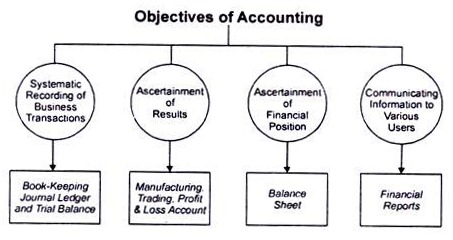 Objectives of Accounting
Systematic
Recording of
Business
Transactions
Ascertainment
of
Results
Ascertainment
of
Financial
Position
Communicating
Information to
Various
Users
Book-Keeping
Journal Ledger
and Trial Balance
Manufacturing,
Trading, Profit
& Loss Account
Balance
Sheet
Financial
Reports